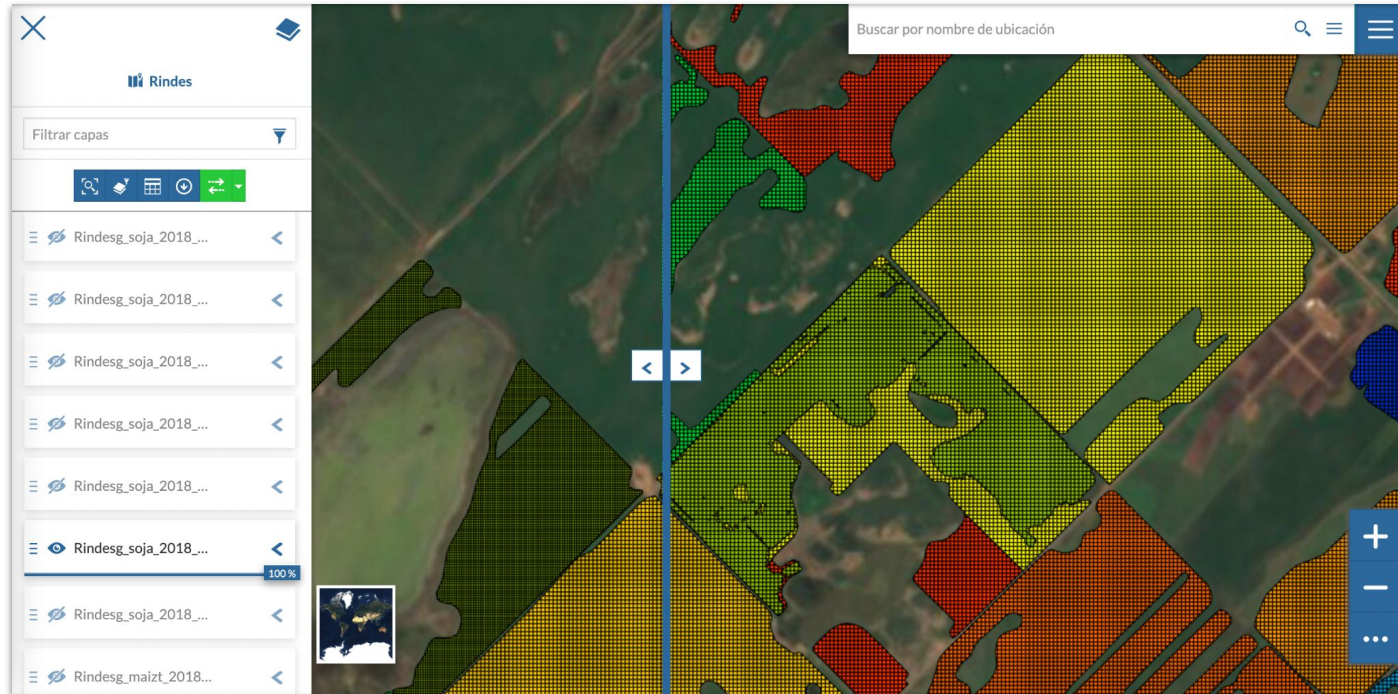 Buscar por nombre de ubicación
Rindes
Filtrar capas
Rindesg_soja_2018_...
Rindesg_soja_2018_...
Rindesg_soja_2018_...
Rindesg_soja_2018_...
Rindesg_soja_2018_...
Rindesg_soja_2018_...
100 %
Rindesg_soja_2018_...
Rindesg_maizt_2018...